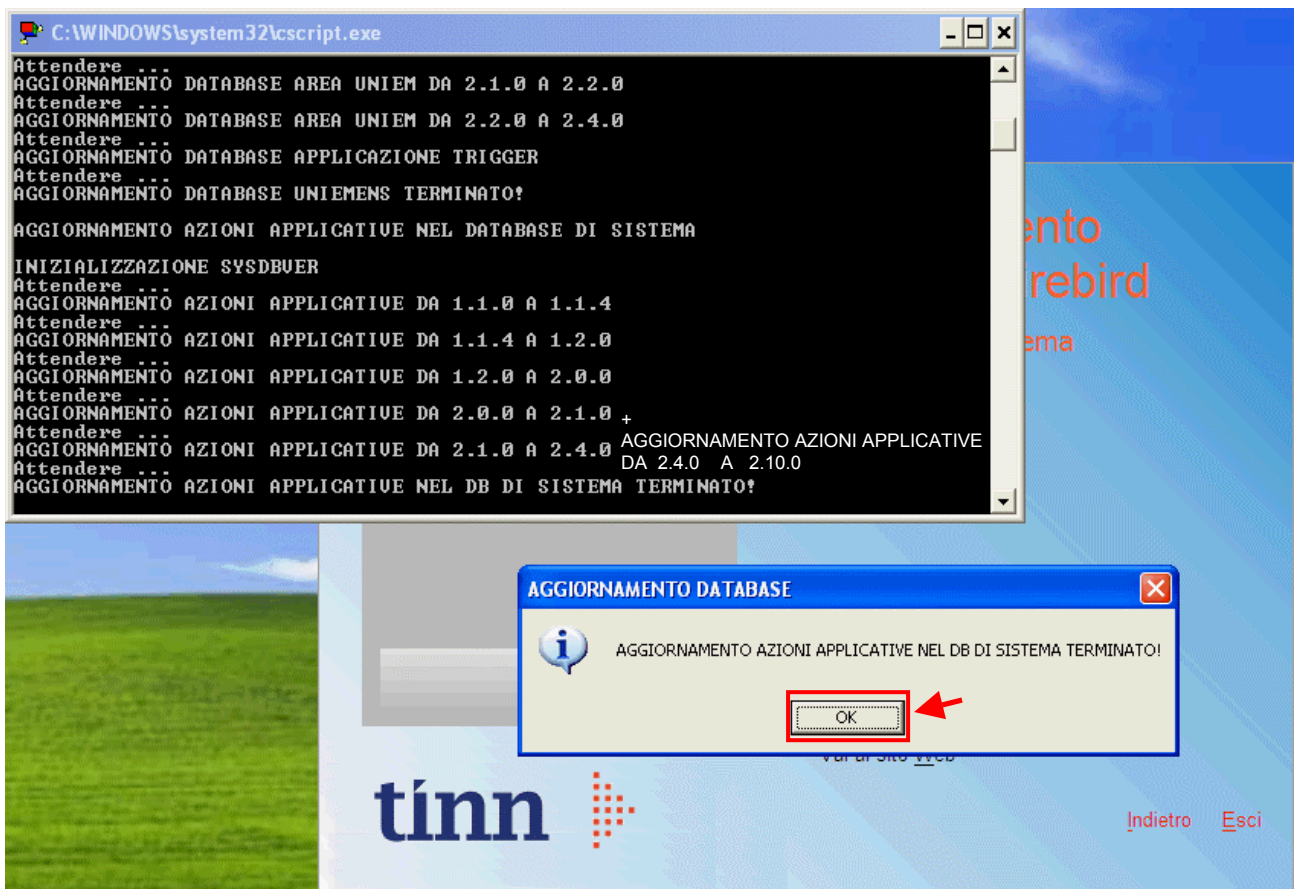 C:\WINDOWS\system32\cscript.exe
Attendere ...
AGGIORNAMENTO DATABASE AREA UNIEM DA 2.1.0 A 2.2.0
Attendere ...
AGGIORNAMENTO DATABASE AREA UNIEM DA 2.2.0 A 2.4.0
Attendere ...
AGGIORNAMENTO DATABASE APPLICAZIONE TRIGGER
Attendere ...
AGGIORNAMENTO DATABASE UNIEMENS TERMINATO!
AGGIORNAMENTO AZIONI APPLICATIVE NEL DATABASE DI SISTEMA
INIZIALIZZAZIONE SYSDBVER
Attendere ...
AGGIORNAMENTO AZIONI APPLICATIVE DA 1.1.0 A 1.1.4
Attendere ...
AGGIORNAMENTO AZIONI APPLICATIVE DA 1.1.4 A 1.2.0
Attendere ...
AGGIORNAMENTO AZIONI APPLICATIVE DA 1.2.0 A 2.0.0
Attendere ...
AGGIORNAMENTO AZIONI APPLICATIVE DA 2.0.0 A 2.1.0
Attendere ...
AGGIORNAMENTO AZIONI APPLICATIVE DA 2.1.0 A 2.4.0
Attendere ...
AGGIORNAMENTO AZIONI APPLICATIVE NEL DB DI SISTEMA TERMINATO!
+
AGGIORNAMENTO AZIONI APPLICATIVE
DA 2.4.0 A 2.10.0
ento
rebird
ema
AGGIORNAMENTO DATABASE
AGGIORNAMENTO AZIONI APPLICATIVE NEL DB DI SISTEMA TERMINATO!
OK
tinn
Indietro Esci